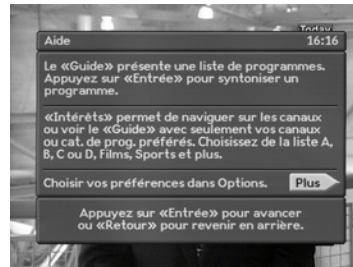 Today
Aide 16:16
Le «Guide» présente une liste de programmes.
Appuyez sur «Entrée» pour syntoniser un
programme.
«Intérêts» permet de naviguer sur les canaux
ou voir le «Guide» avec seulement vos canaux
ou cat. de prog. préférés. Choisissez de la liste A,
B, C ou D, Films, Sports et plus.
Choisir vos préférences dans Options. Plus
Appuyez sur «Entrée» pour avancer
ou «Retour» pour revenir en arrière.